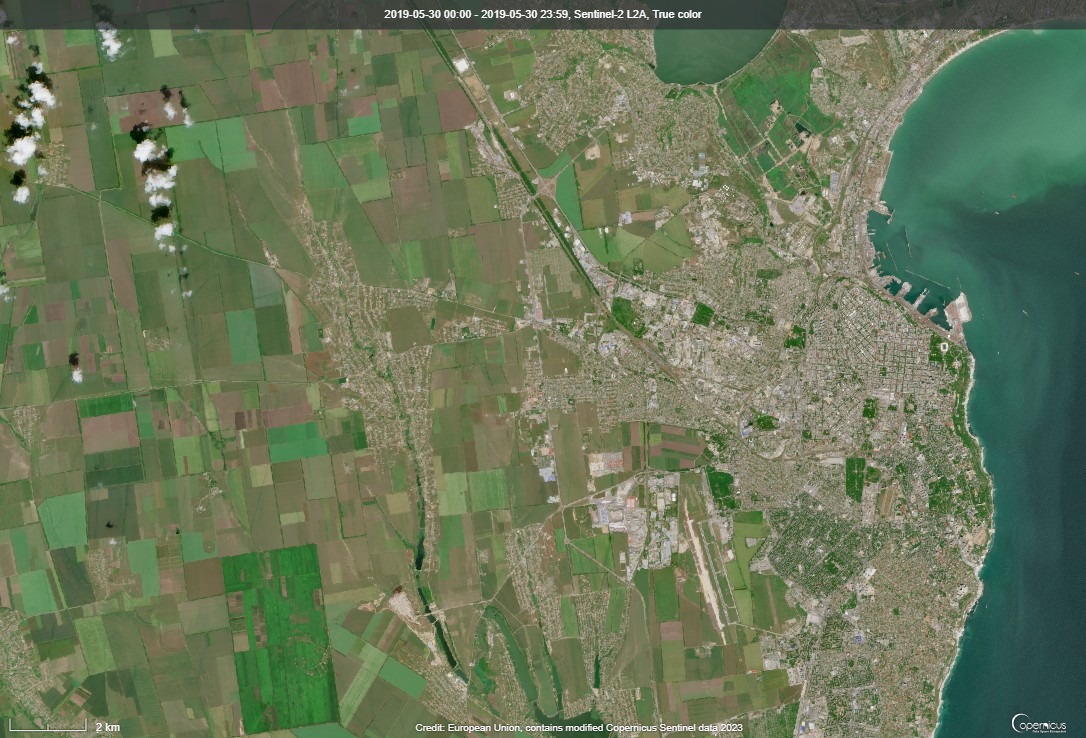 2019-05-30 00:00 - 2019-05-30 23:59, Sentinel-2 L2A, True color
2 km
Credit: European Union, contains modified Copernicus Sentinel data 2023
opernicus